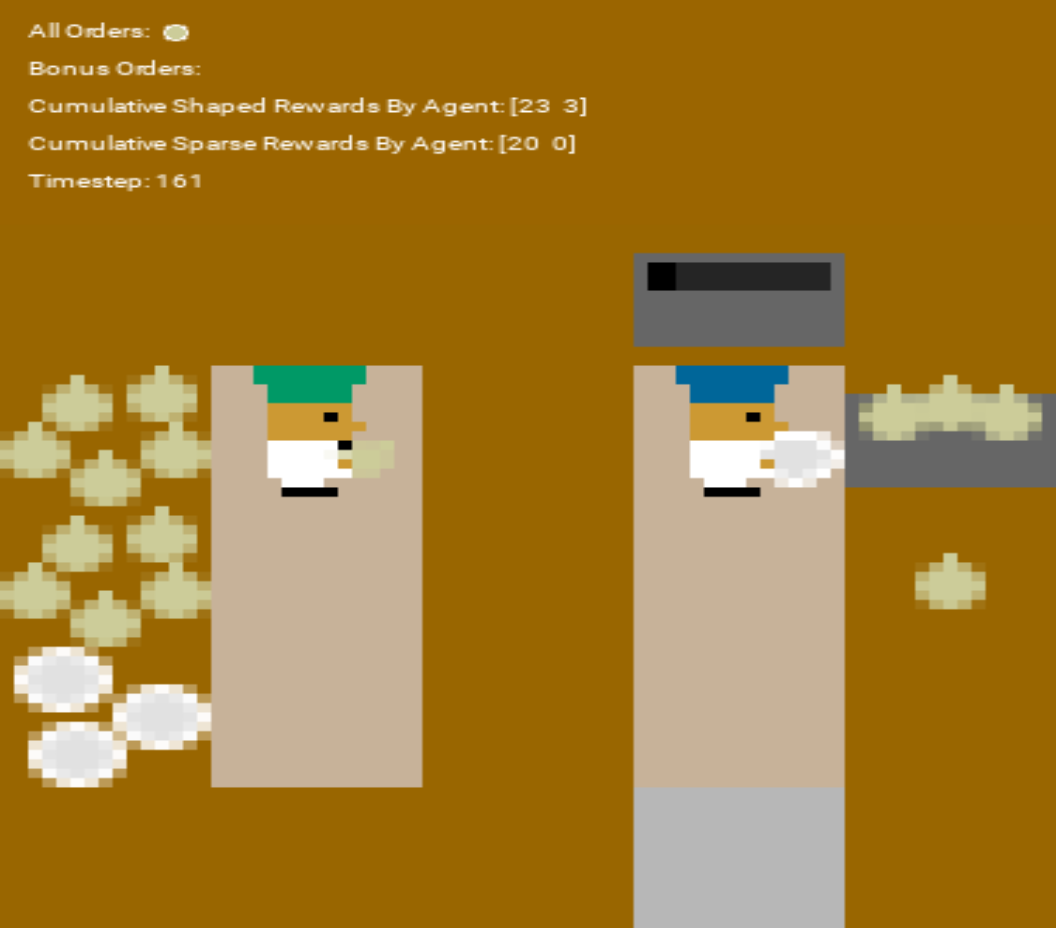 All Orders:
Bonus Orders:
Cumulative Shaped Rewards By Agent: [23 3]
Cumulative Sparse Rewards By Agent: [20 0]
Timestep: 161